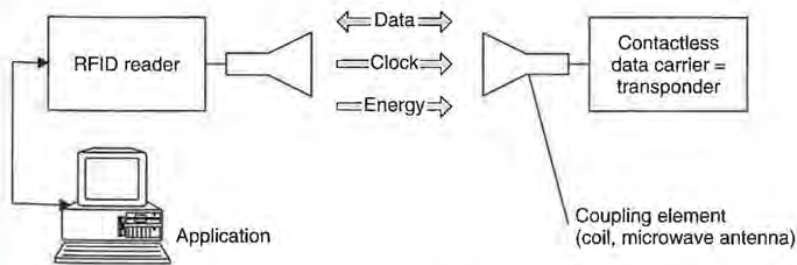 RFID reader
Data
Clock
Energy
Contactless
data carrier =
transponder
Application
Coupling element
(coil, microwave antenna)